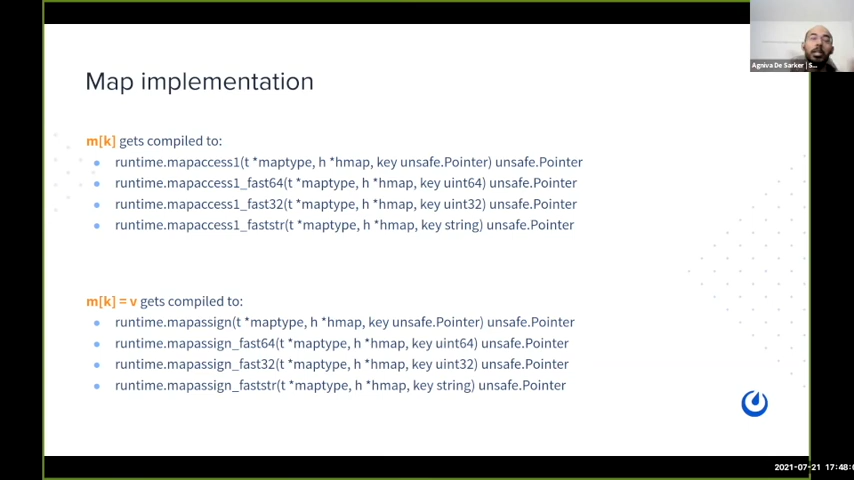 Map implementation
m[k] gets compiled to:
runtime.mapaccess1(t *maptype, h *hmap, key unsafe.Pointer) unsafe.Pointer
runtime.mapaccess1_fast64(t *maptype, h *hmap, key uint64) unsafe.Pointer
runtime.mapaccess1_fast32(t *maptype, h *hmap, key uint32) unsafe.Pointer
runtime.mapaccess1_faststr(t *maptype, h *hmap, key string) unsafe.Pointer
m[k] = v gets compiled to:
runtime.mapassign(t *maptype, h *hmap, key unsafe.Pointer) unsafe.Pointer
runtime.mapassign_fast64(t *maptype, h *hmap, key uint64) unsafe.Pointer
runtime.mapassign_fast32(t *maptype, h *hmap, key uint32) unsafe.Pointer
runtime.mapassign_faststr(t *maptype, h *hmap, key string) unsafe.Pointer
Agniva De Sarker | S...
2021-07-21 17:48: